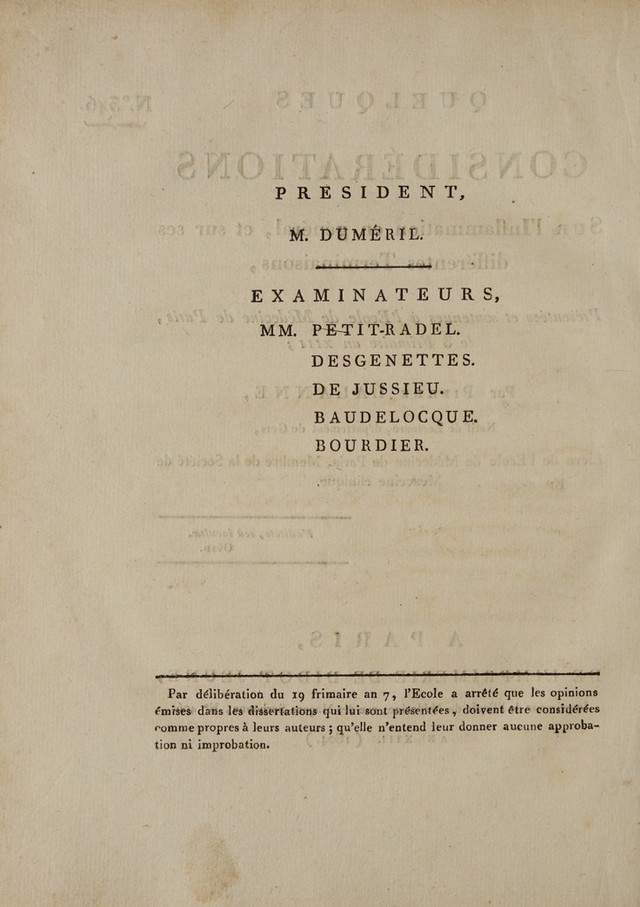 PRÉSIDENT,
M. DUMÉRIL.
EXAMINATEURS,
MM. PETIT-RADEL.
DESGENETTES.
DE JUSSIEU.
BAUDELOCQUE.
BOURDIER.
Par délibération du 19 frimaire an 7, l'Ecole a arrêté que les opinions
émises dans les dissertations qui lui sont présentées, doivent être considérées
comme propres à leurs auteurs ; qu'elle n'entend leur donner aucune approba-
tion ni improbation.